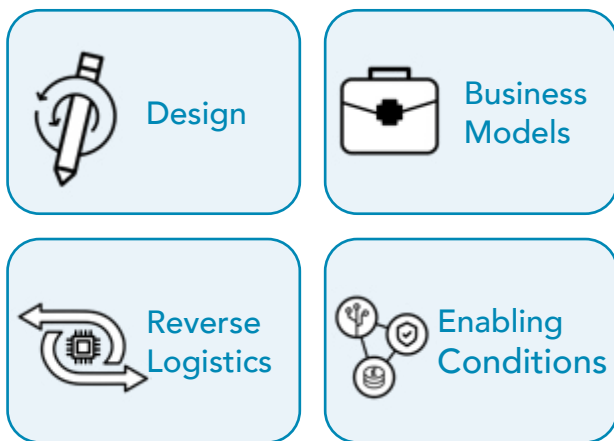 Design
Business
Models
Reverse
Logistics
Enabling
Conditions